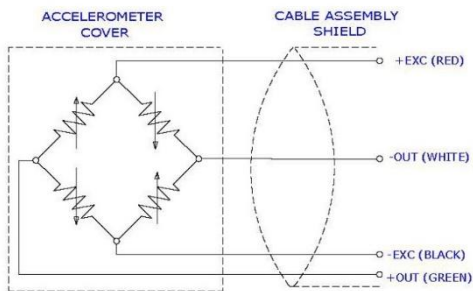 ACCELEROMETER
COVER
CABLE ASSEMBLY
SHIELD
+EXC (RED)
-OUT (WHITE)
-EXC (BLACK)
+OUT (GREEN)